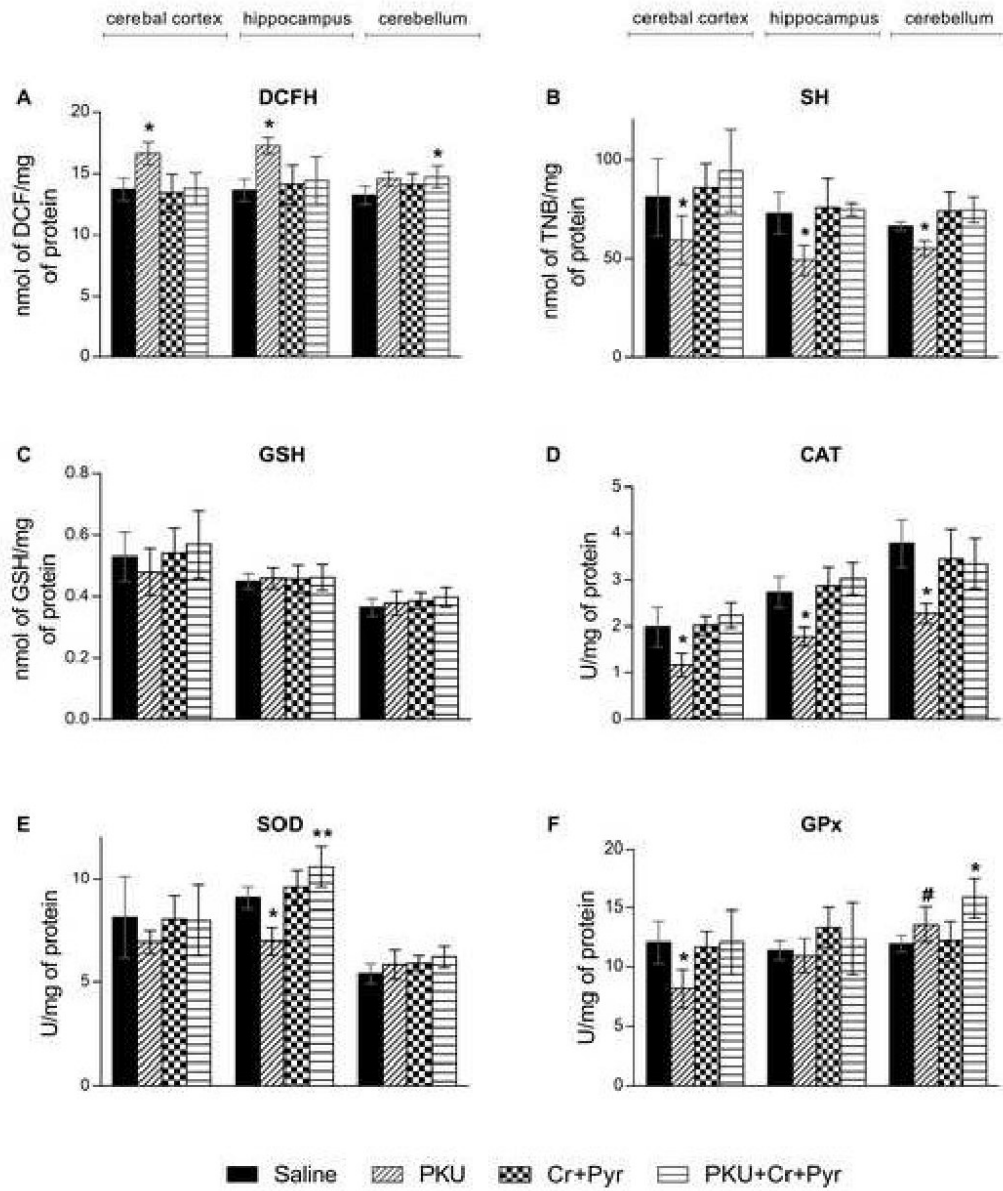 cerebal cortex hippocampus cerebellum cerebal cortex hippocampus cerebellum
A DCFH
nmol of DCF/mg
of protein
20
15
10
5
0
* * *
B SH
nmol of TNB/mg
of protein
100
50
0
* * *
C GSH
nmol of GSH/mg
of protein
0.8
0.6
0.4
0.2
0.0
D CAT
U/mg of protein
5
4
3
2
1
0
* * *
E SOD
U/mg of protein
10
5
0
* **
F GPx
U/mg of protein
20
15
10
5
0
* # *
Saline PKU Cr+Pyr PKU+Cr+Pyr